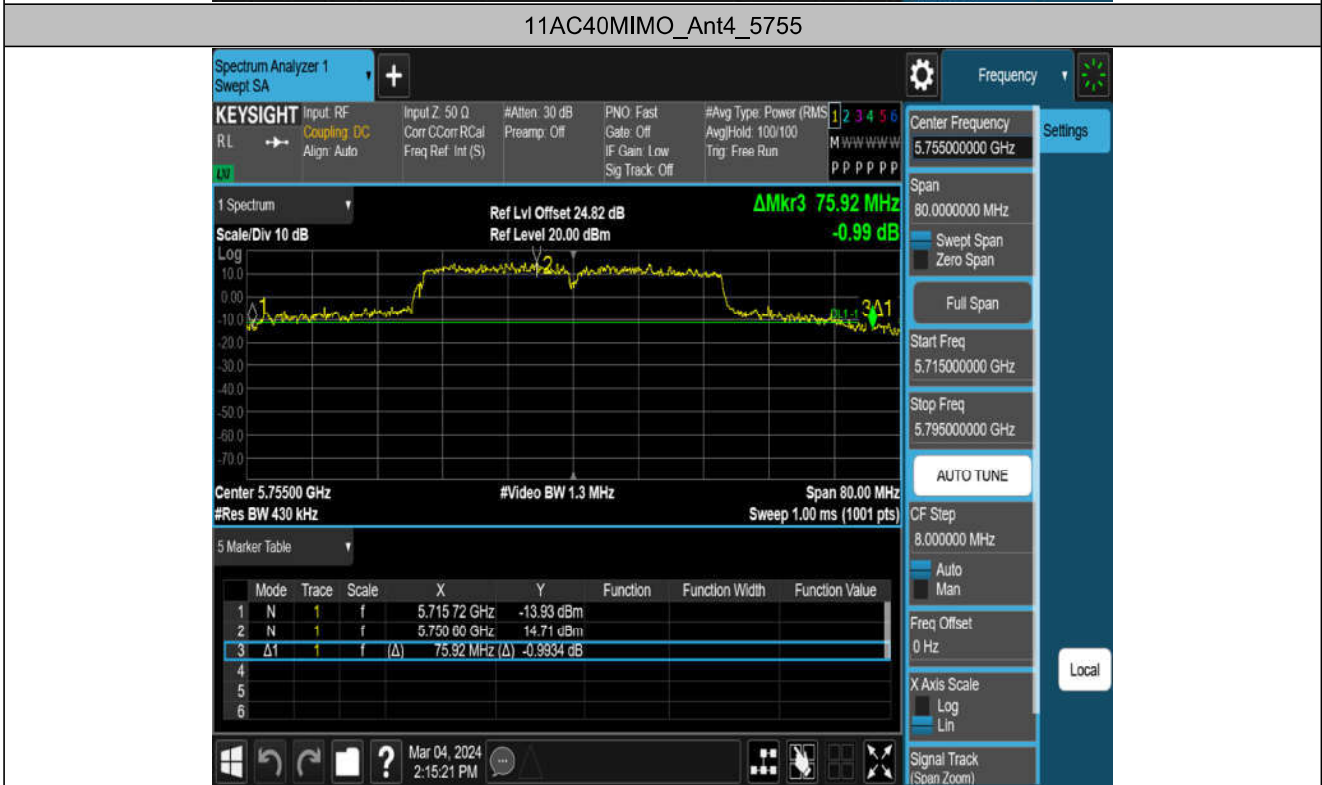 11AC40MIMO_Ant4_5755
Spectrum Analyzer 1
Swept SA
+
Frequency
KEYSIGHT
RL
LXI
Input: RF
Coupling: DC
Align: Auto
Input Z: 50 Ω
Corr CCorr RCal
Freq Ref: Int (S)
#Atten: 30 dB
Preamp: Off
PNO: Fast
Gate: Off
IF Gain: Low
Sig Track: Off
#Avg Type: Power (RMS
Avg|Hold: 100/100
Trig: Free Run
1 2 3 4 5 6
M W W W W W
P P P P P P
1 Spectrum
Scale/Div 10 dB
Ref Lvl Offset 24.82 dB
Ref Level 20.00 dBm
ΔMkr3 75.92 MHz
-0.99 dB
Log
10.0
0.00
-10.0
-20.0
-30.0
-40.0
-50.0
-60.0
-70.0
1
2
3Δ1
Center 5.75500 GHz
#Res BW 430 kHz
#Video BW 1.3 MHz
Span 80.00 MHz
Sweep 1.00 ms (1001 pts)
5 Marker Table
Mode Trace Scale X Y Function Function Width Function Value
1 N 1 f 5.715 72 GHz -13.93 dBm
2 N 1 f 5.750 60 GHz 14.71 dBm
3 Δ1 1 f (Δ) 75.92 MHz (Δ) -0.9934 dB
4
5
6
Mar 04, 2024
2:15:21 PM
?
Center Frequency
5.755000000 GHz
Settings
Span
80.0000000 MHz
Swept Span
Zero Span
Full Span
Start Freq
5.715000000 GHz
Stop Freq
5.795000000 GHz
AUTO TUNE
CF Step
8.000000 MHz
Auto
Man
Freq Offset
0 Hz
X Axis Scale
Log
Lin
Local
Signal Track
(Span Zoom)